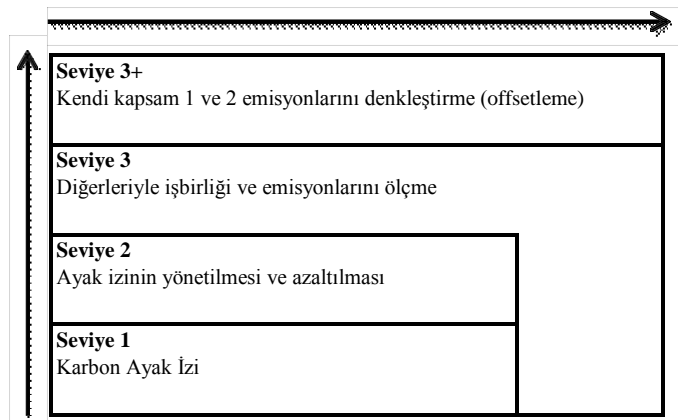 Seviye 3+
Kendi kapsam 1 ve 2 emisyonlarını denkleştirme (offsetleme)
Seviye 3
Diğerleriyle işbirliği ve emisyonlarını ölçme
Seviye 2
Ayak izinin yönetilmesi ve azaltılması
Seviye 1
Karbon Ayak İzi